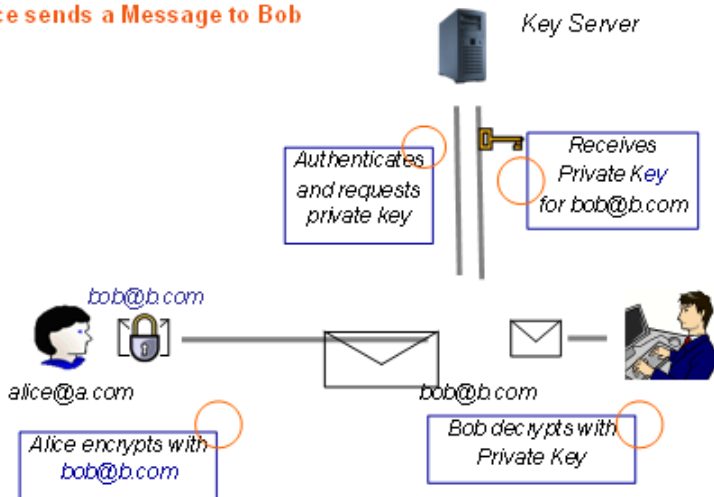 ce sends a Message to Bob
Key Server
Authenticates
and requests
private key
Receives
Private Key
for bob@b.com
bob@b.com
alice@a.com
bob@b.com
Alice encrypts with
bob@b.com
Bob decrypts with
Private Key